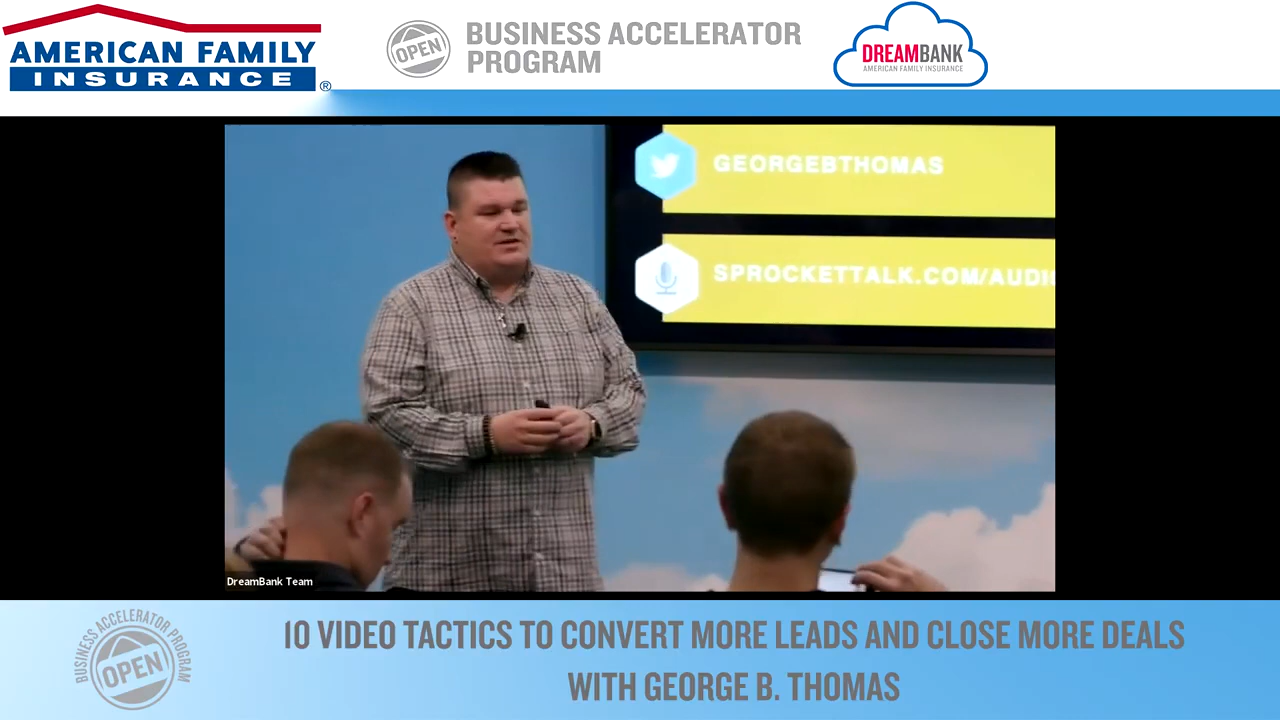 AMERICAN FAMILY
INSURANCE ®
OPEN
BUSINESS ACCELERATOR
PROGRAM
DREAMBANK
AMERICAN FAMILY INSURANCE
GEORGEBTHOMAS
SPROCKETTALK.COM/AUDI
DreamBank Team
BUSINESS ACCELERATOR PROGRAM
OPEN
10 VIDEO TACTICS TO CONVERT MORE LEADS AND CLOSE MORE DEALS
WITH GEORGE B. THOMAS